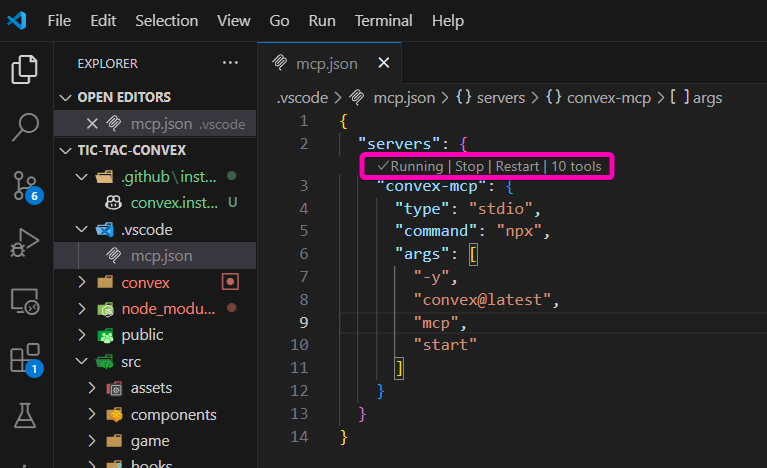 File Edit Selection View Go Run Terminal Help
EXPLORER ...
OPEN EDITORS
mcp.json .vscode
TIC-TAC-CONVEX
.github\inst...
convex.inst... U
.vscode
mcp.json
convex
node_modu...
public
src
assets
components
game
hooks
6
1
mcp.json
.vscode > mcp.json > {} servers > {} convex-mcp > [ ] args
1 {
2 "servers": {
✓Running | Stop | Restart | 10 tools
3 "convex-mcp": {
4 "type": "stdio",
5 "command": "npx",
6 "args": [
7 "-y",
8 "convex@latest",
9 "mcp",
10 "start"
11 ]
12 }
13 }
14 }